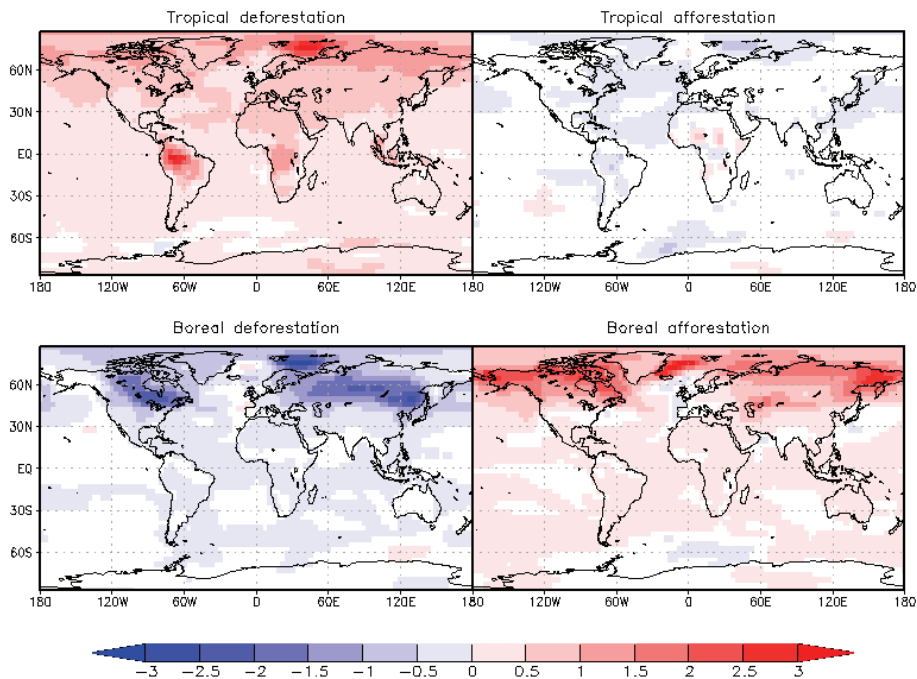 Tropical deforestation
Tropical afforestation
60N
30N
EQ
30S
60S
180 120W 60W 0 60E 120E 180 120W 60W 0 60E 120E 180
Boreal deforestation
Boreal afforestation
60N
30N
EQ
30S
60S
180 120W 60W 0 60E 120E 180 120W 60W 0 60E 120E 180
-3 -2.5 -2 -1.5 -1 -0.5 0 0.5 1 1.5 2 2.5 3